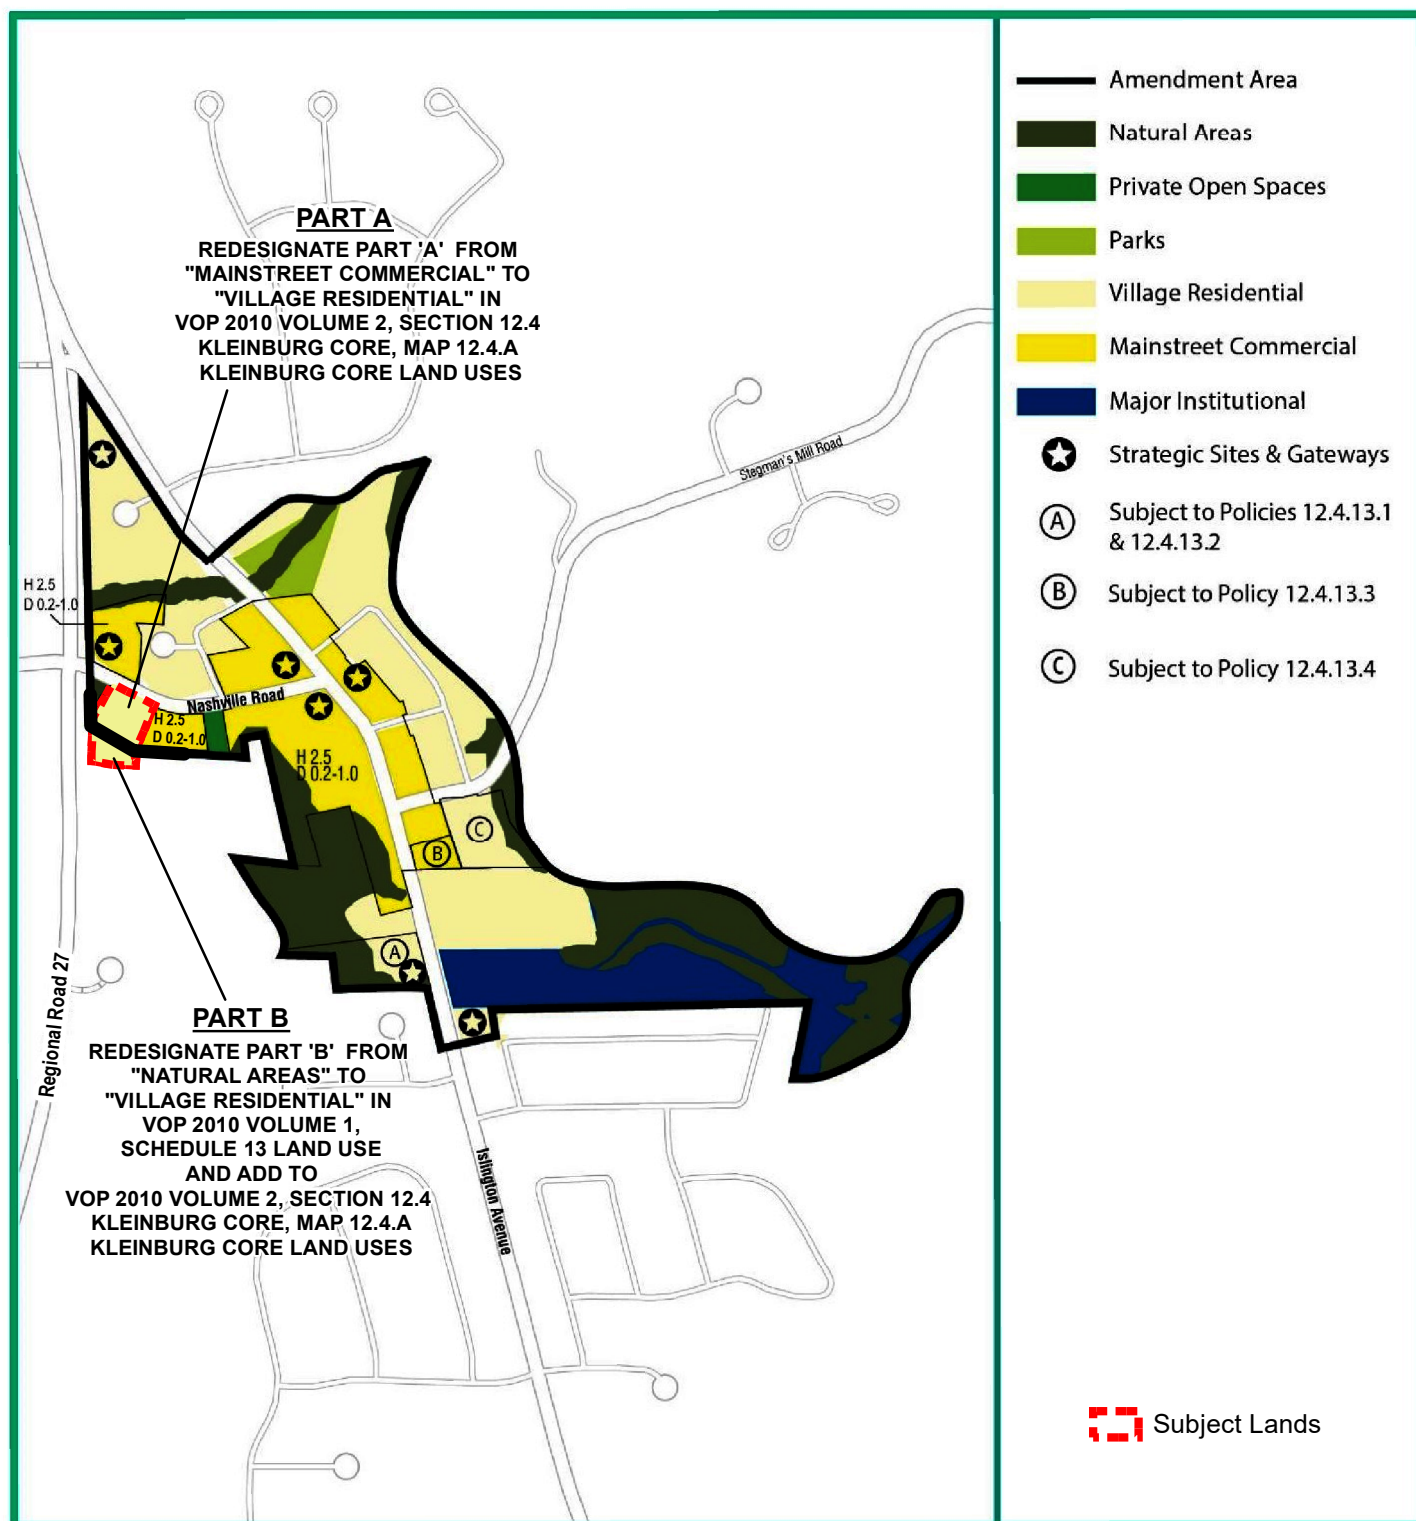 PART A
REDESIGNATE PART 'A' FROM
"MAINSTREET COMMERCIAL" TO
"VILLAGE RESIDENTIAL" IN
VOP 2010 VOLUME 2, SECTION 12.4
KLEINBURG CORE, MAP 12.4.A
KLEINBURG CORE LAND USES
Stegman's Mill Road
H 2.5
D 0.2-1.0
Nashville Road
H 2.5
D 0.2-1.0
H 2.5
D 0.2-1.0
C
B
A
Regional Road 27
PART B
REDESIGNATE PART 'B' FROM
"NATURAL AREAS" TO
"VILLAGE RESIDENTIAL" IN
VOP 2010 VOLUME 1,
SCHEDULE 13 LAND USE
AND ADD TO
VOP 2010 VOLUME 2, SECTION 12.4
KLEINBURG CORE, MAP 12.4.A
KLEINBURG CORE LAND USES
Islington Avenue
Amendment Area
Natural Areas
Private Open Spaces
Parks
Village Residential
Mainstreet Commercial
Major Institutional
Strategic Sites & Gateways
A Subject to Policies 12.4.13.1
& 12.4.13.2
B Subject to Policy 12.4.13.3
C Subject to Policy 12.4.13.4
Subject Lands